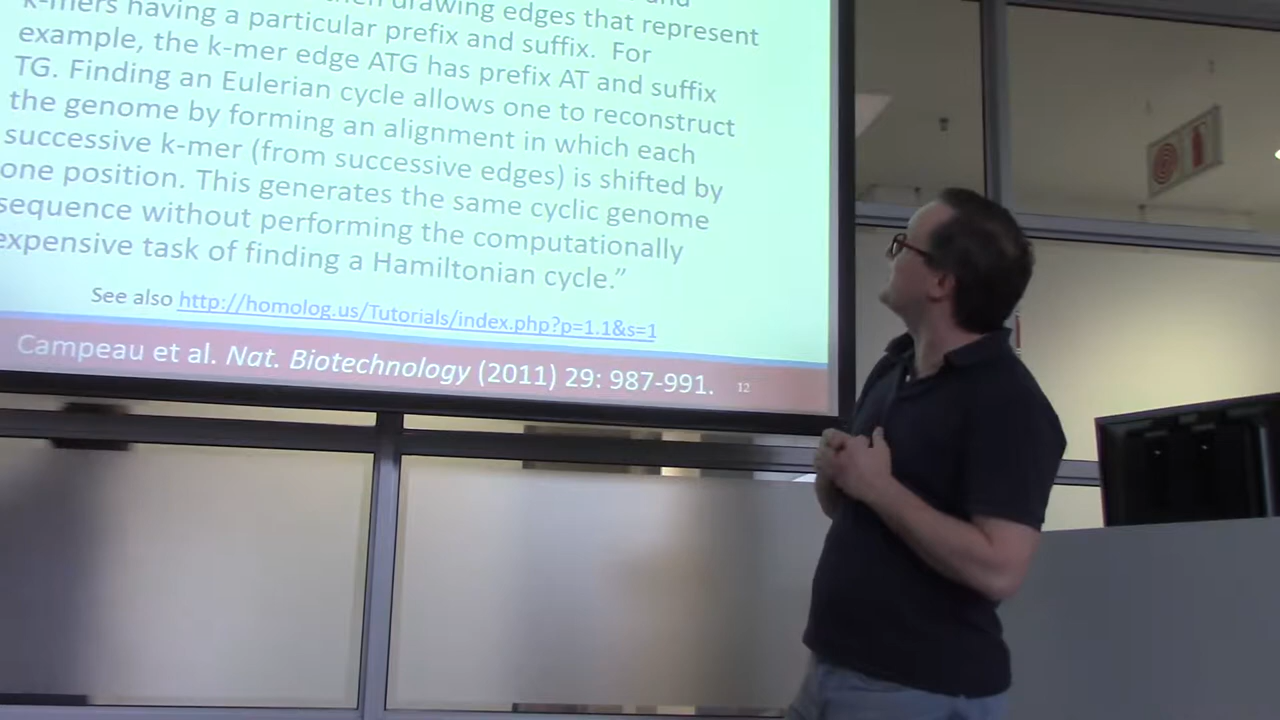 drawing edges that represent
k-mers having a particular prefix and suffix. For
example, the k-mer edge ATG has prefix AT and suffix
TG. Finding an Eulerian cycle allows one to reconstruct
the genome by forming an alignment in which each
successive k-mer (from successive edges) is shifted by
one position. This generates the same cyclic genome
sequence without performing the computationally
expensive task of finding a Hamiltonian cycle.”
See also http://homolog.us/Tutorials/index.php?p=1.1&s=1
Campeau et al. Nat. Biotechnology (2011) 29: 987-991.
12